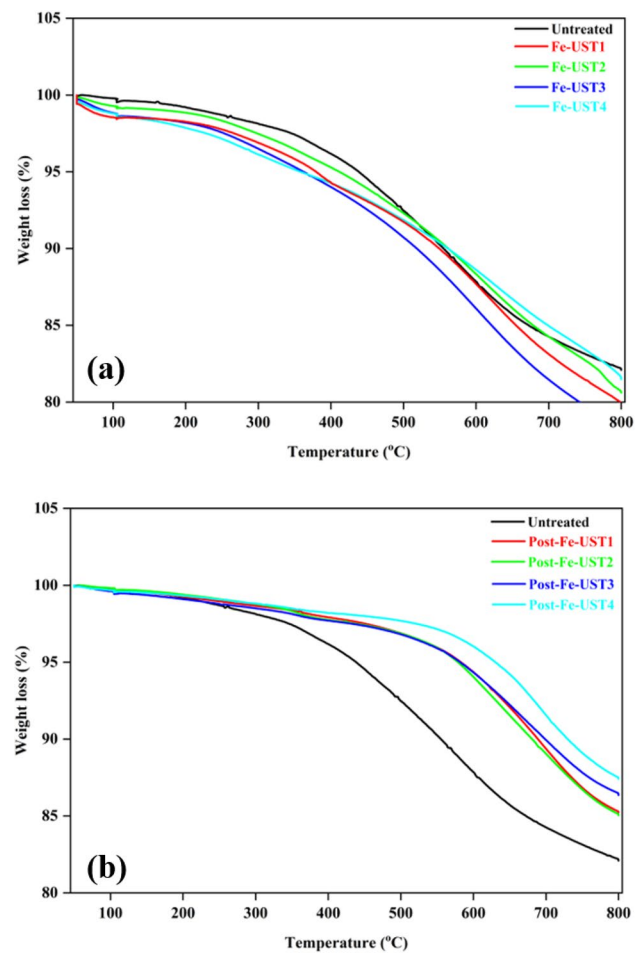 105
100
95
90
85
80
Weight loss (%)
Untreated
Fe-UST1
Fe-UST2
Fe-UST3
Fe-UST4
(a)
100 200 300 400 500 600 700 800
Temperature (°C)
105
100
95
90
85
80
Weight loss (%)
Untreated
Post-Fe-UST1
Post-Fe-UST2
Post-Fe-UST3
Post-Fe-UST4
(b)
100 200 300 400 500 600 700 800
Temperature (°C)